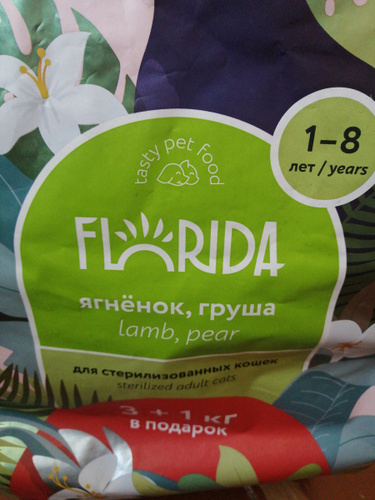 1–8
лет / years
tasty pet food
FLORIDA
ягнёнок, груша
lamb, pear
для стерилизованных кошек
sterilized adult cats
3 + 1 кг
в подарок